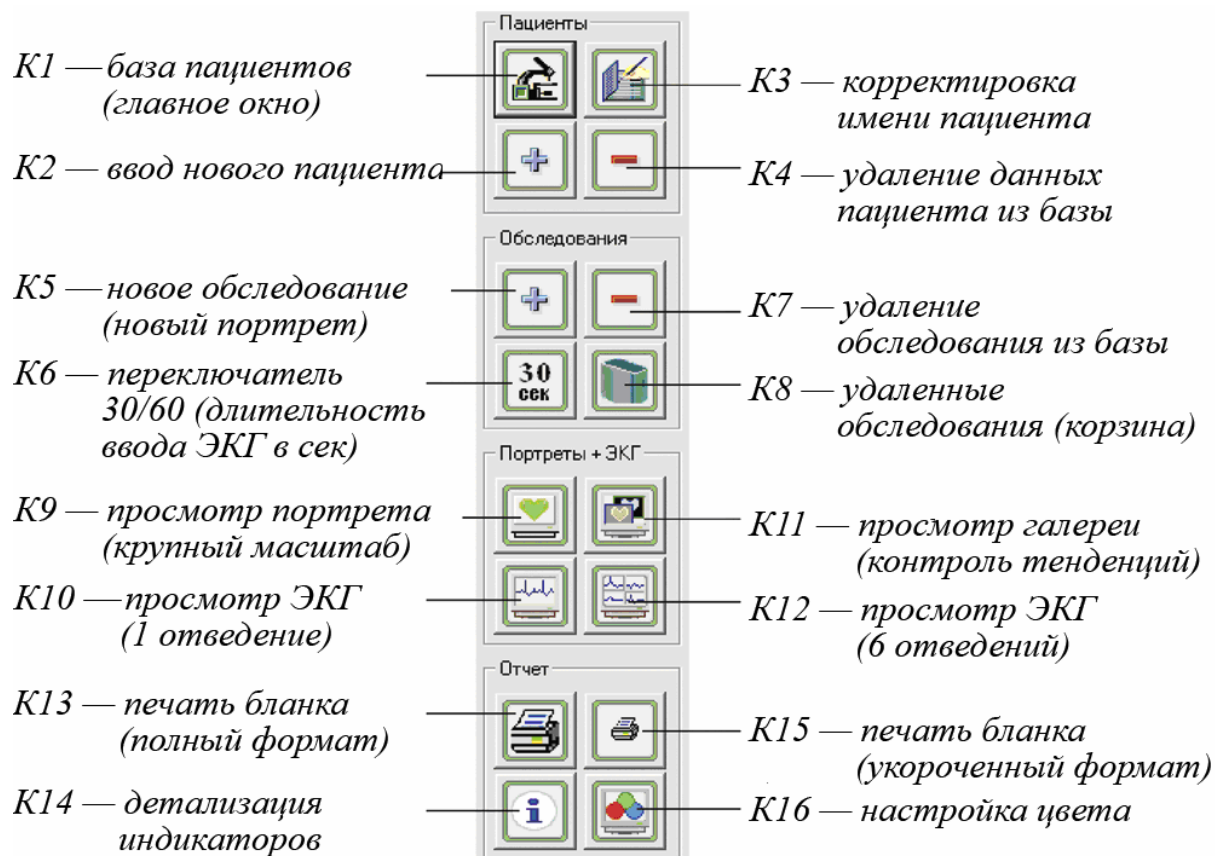 Пациенты
К1 — база пациентов
(главное окно)
К3 — корректировка
имени пациента
К2 — ввод нового пациента
К4 — удаление данных
пациента из базы
Обследования
К5 — новое обследование
(новый портрет)
К7 — удаление
обследования из базы
К6 — переключатель
30/60 (длительность
ввода ЭКГ в сек)
30
сек
К8 — удаленные
обследования (корзина)
Портреты + ЭКГ
К9 — просмотр портрета
(крупный масштаб)
К11 — просмотр галереи
(контроль тенденций)
К10 — просмотр ЭКГ
(1 отведение)
К12 — просмотр ЭКГ
(6 отведений)
Отчет
К13 — печать бланка
(полный формат)
К15 — печать бланка
(укороченный формат)
К14 — детализация
индикаторов
i
К16 — настройка цвета